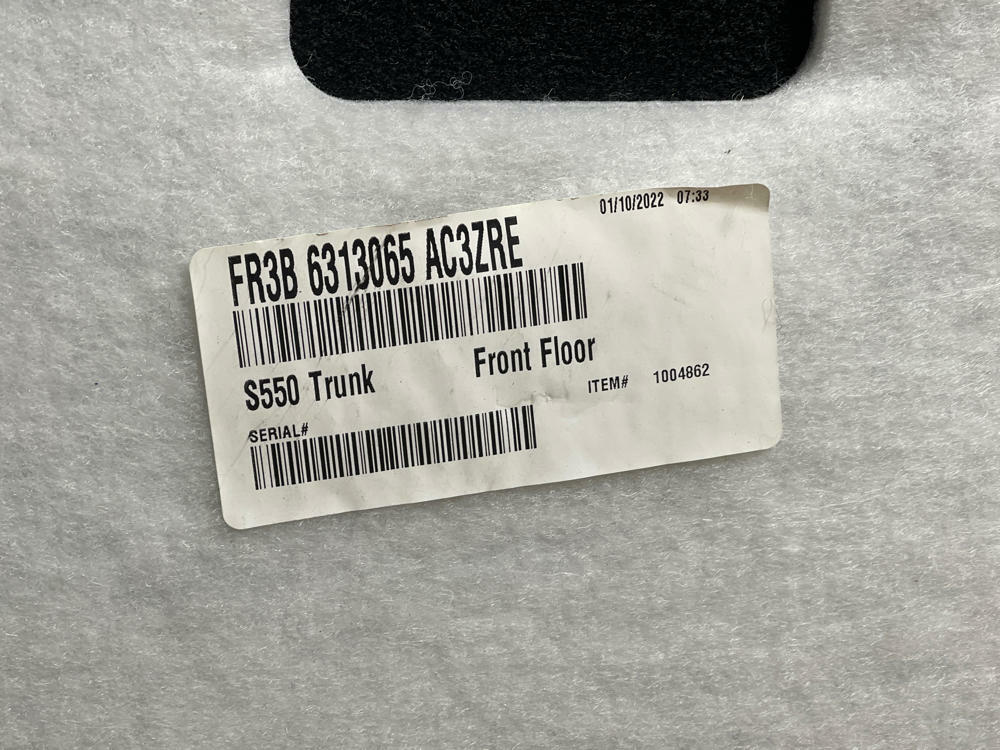 01/10/2022 07:33
FR3B 6313065 AC3ZRE
S550 Trunk Front Floor
ITEM# 1004862
SERIAL#